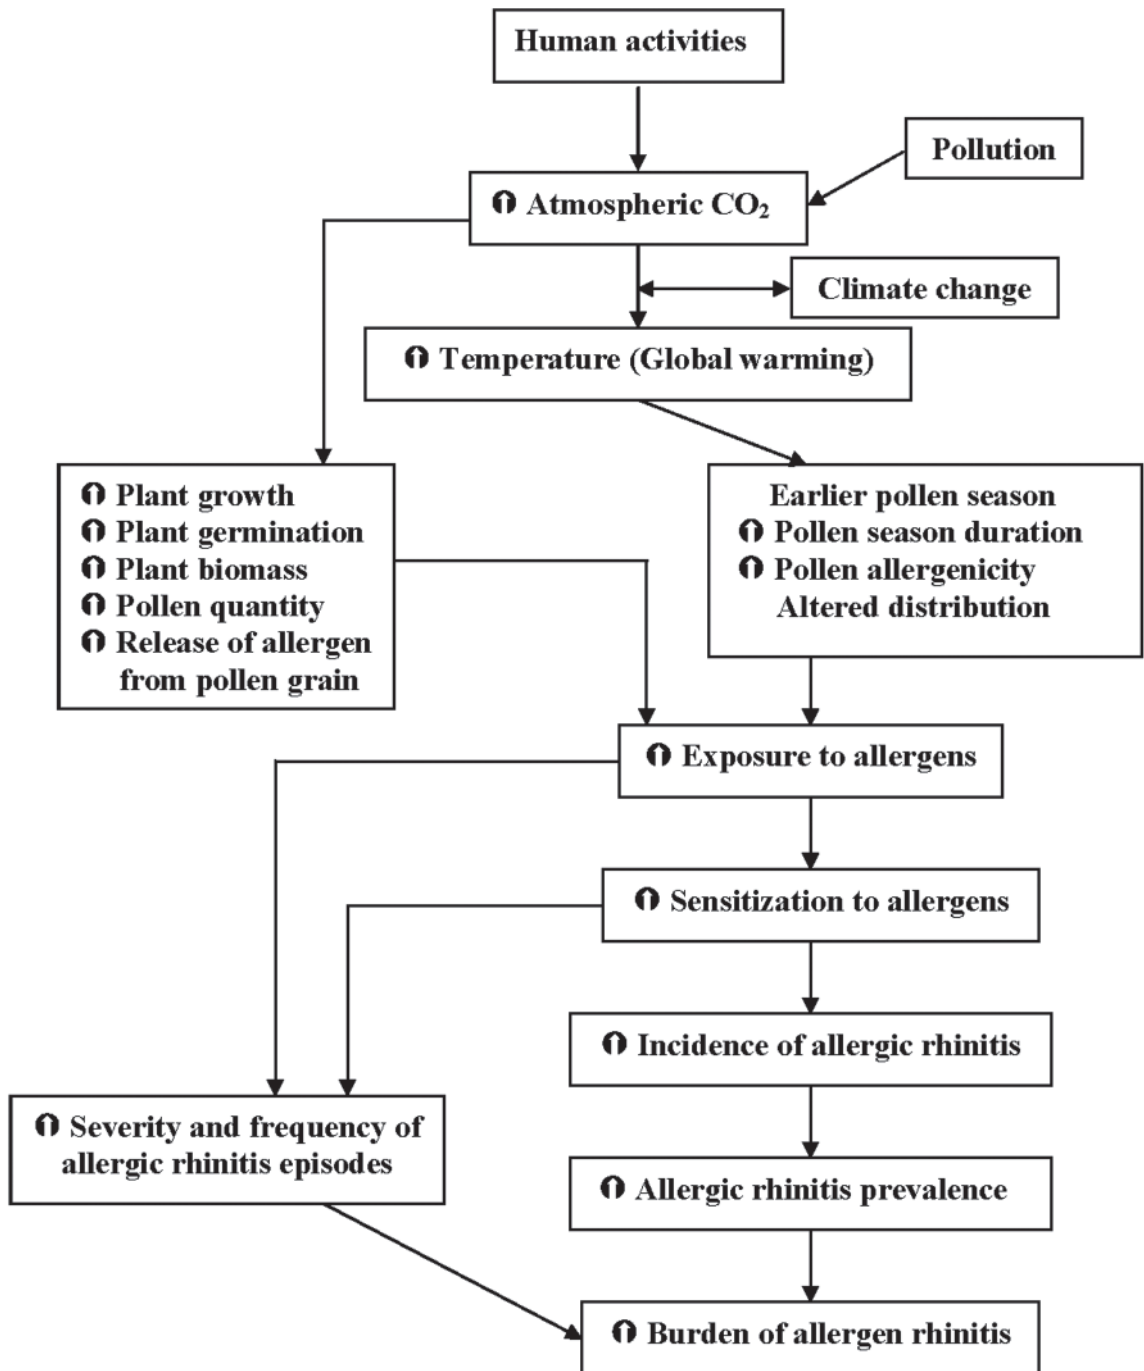 Human activities
Pollution
⬆ Atmospheric CO₂
Climate change
⬆ Temperature (Global warming)
⬆ Plant growth
⬆ Plant germination
⬆ Plant biomass
⬆ Pollen quantity
⬆ Release of allergen
from pollen grain
Earlier pollen season
⬆ Pollen season duration
⬆ Pollen allergenicity
Altered distribution
⬆ Exposure to allergens
⬆ Sensitization to allergens
⬆ Incidence of allergic rhinitis
⬆ Severity and frequency of
allergic rhinitis episodes
⬆ Allergic rhinitis prevalence
⬆ Burden of allergen rhinitis